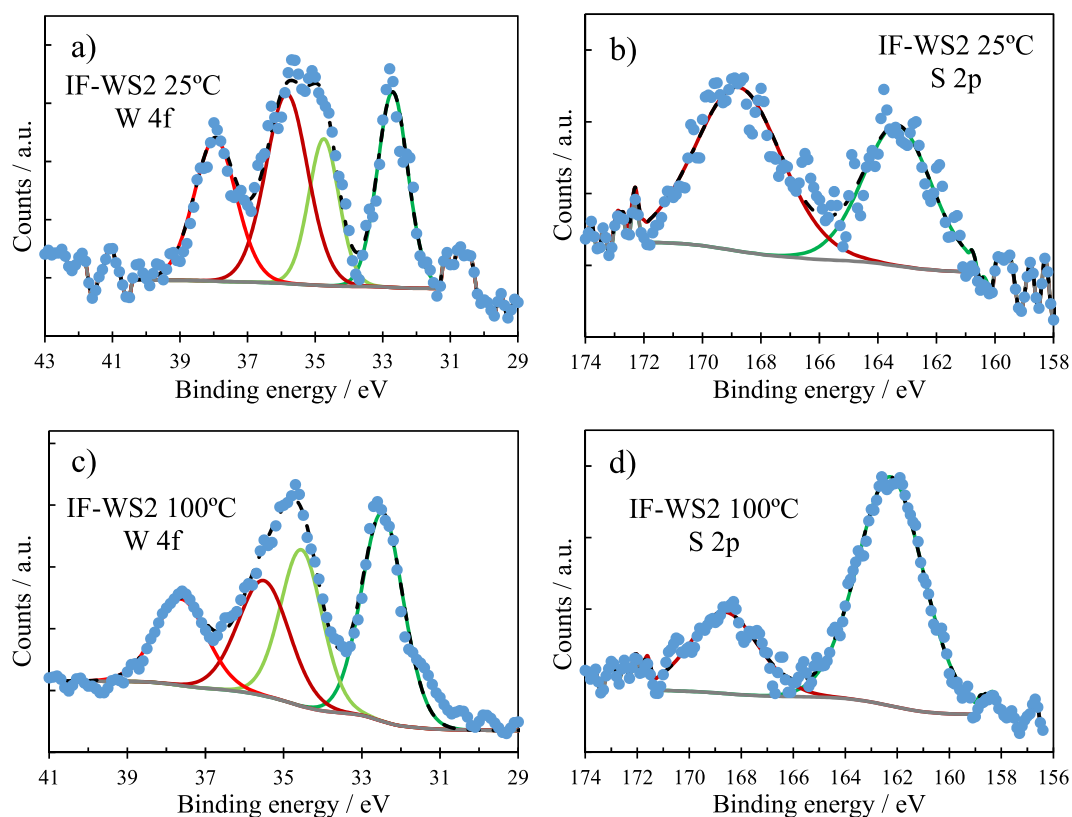 a)
IF-WS2 25ºC
W 4f
Counts / a.u.
43 41 39 37 35 33 31 29
Binding energy / eV
b)
IF-WS2 25ºC
S 2p
Counts / a.u.
174 172 170 168 166 164 162 160 158
Binding energy / eV
c)
IF-WS2 100ºC
W 4f
Counts / a.u.
41 39 37 35 33 31 29
Binding energy / eV
d)
IF-WS2 100ºC
S 2p
Counts / a.u.
174 172 170 168 166 164 162 160 158 156
Binding energy / eV